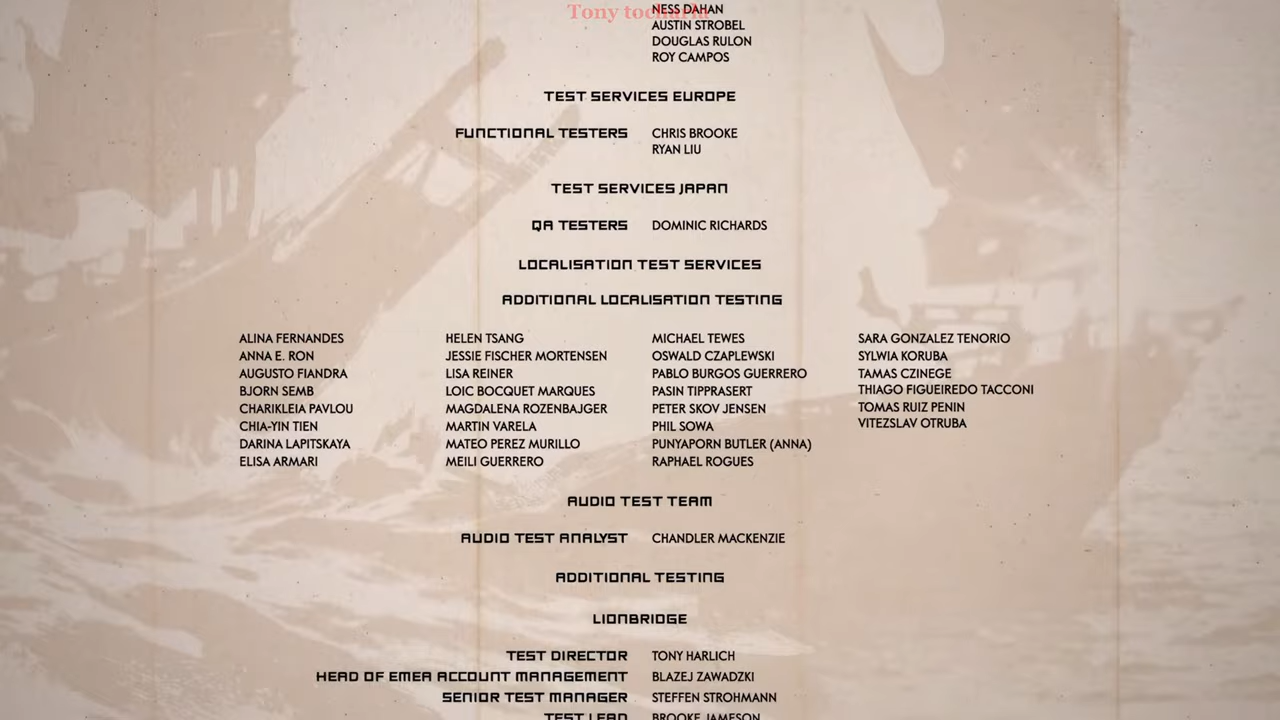 Tony tocharla
NESS DAHAN
AUSTIN STROBEL
DOUGLAS RULON
ROY CAMPOS
TEST SERVICES EUROPE
FUNCTIONAL TESTERS CHRIS BROOKE
RYAN LIU
TEST SERVICES JAPAN
QA TESTERS DOMINIC RICHARDS
LOCALISATION TEST SERVICES
ADDITIONAL LOCALISATION TESTING
ALINA FERNANDES HELEN TSANG MICHAEL TEWES SARA GONZALEZ TENORIO
ANNA E. RON JESSIE FISCHER MORTENSEN OSWALD CZAPLEWSKI SYLWIA KORUBA
AUGUSTO FIANDRA LISA REINER PABLO BURGOS GUERRERO TAMAS CZINEGE
BJORN SEMB LOIC BOCQUET MARQUES PASIN TIPPRASERT THIAGO FIGUEIREDO TACCONI
CHARIKLEIA PAVLOU MAGDALENA ROZENBAJGER PETER SKOV JENSEN TOMAS RUIZ PENIN
CHIA-YIN TIEN MARTIN VARELA PHIL SOWA VITEZSLAV OTRUBA
DARINA LAPITSKAYA MATEO PEREZ MURILLO PUNYAPORN BUTLER (ANNA)
ELISA ARMARI MEILI GUERRERO RAPHAEL ROGUES
AUDIO TEST TEAM
AUDIO TEST ANALYST CHANDLER MACKENZIE
ADDITIONAL TESTING
LIONBRIDGE
TEST DIRECTOR TONY HARLICH
HEAD OF EMEA ACCOUNT MANAGEMENT BLAZEJ ZAWADZKI
SENIOR TEST MANAGER STEFFEN STROHMANN
TEST LEAD BROOKE JAMESON